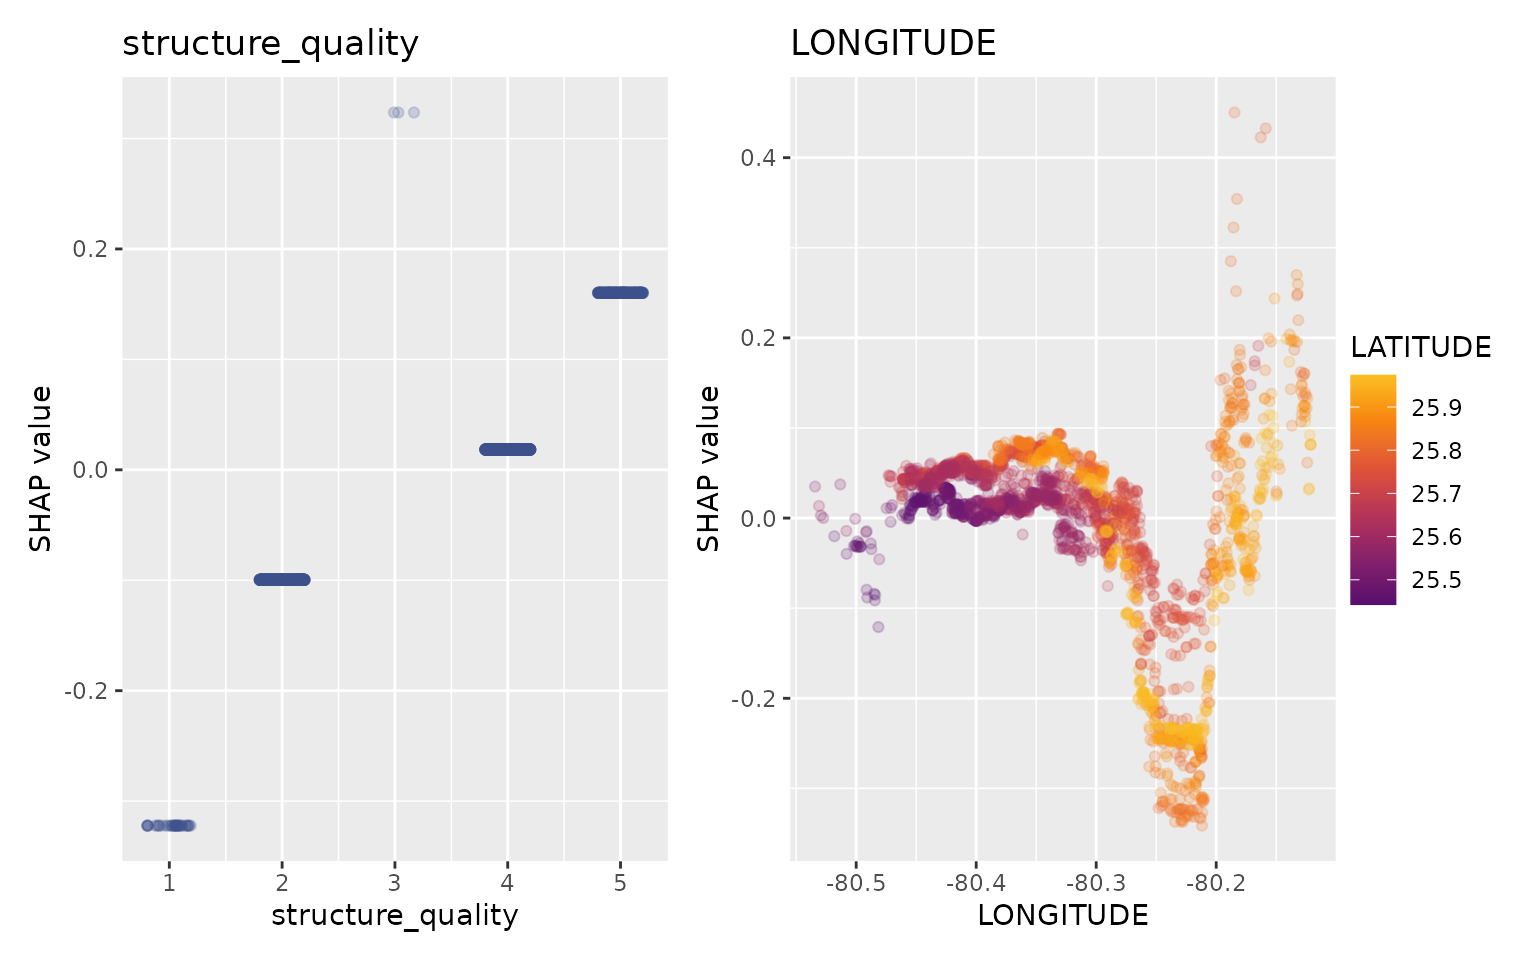 structure_quality
SHAP value
0.2
0.0
-0.2
1 2 3 4 5
structure_quality
LONGITUDE
SHAP value
0.4
0.2
0.0
-0.2
-80.5 -80.4 -80.3 -80.2
LONGITUDE
LATITUDE
25.9
25.8
25.7
25.6
25.5